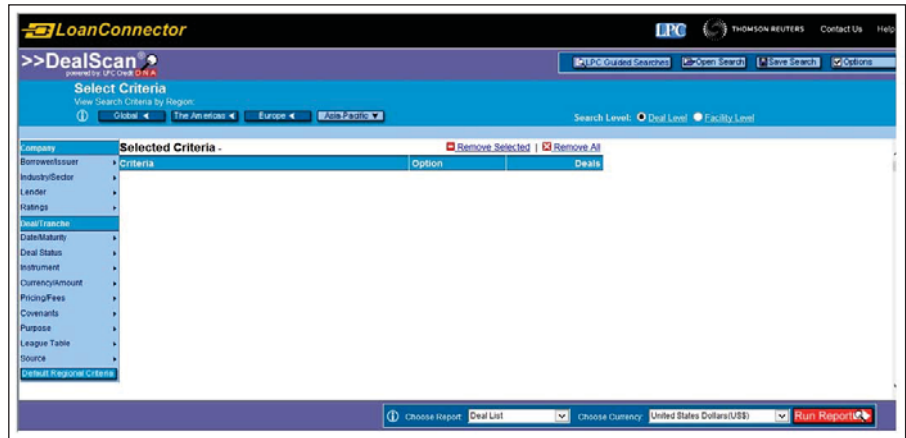 LoanConnector
LPC THOMSON REUTERS Contact Us Help
>>DealScan
powered by LPC Credit DNA
LPC Guided Searches Open Search Save Search Options
Select Criteria
View Search Criteria by Region:
Global The Americas Europe Asia-Pacific
Search Level: Deal Level Facility Level
Company
Selected Criteria -
Remove Selected | Remove All
Borrower/Issuer
Criteria Option Deals
Industry/Sector
Lender
Ratings
Deal/Tranche
Date/Maturity
Deal Status
Instrument
Currency/Amount
Pricing/Fees
Covenants
Purpose
League Table
Source
Default Regional Criteria
Choose Report: Deal List Choose Currency: United States Dollars(US$) Run Report